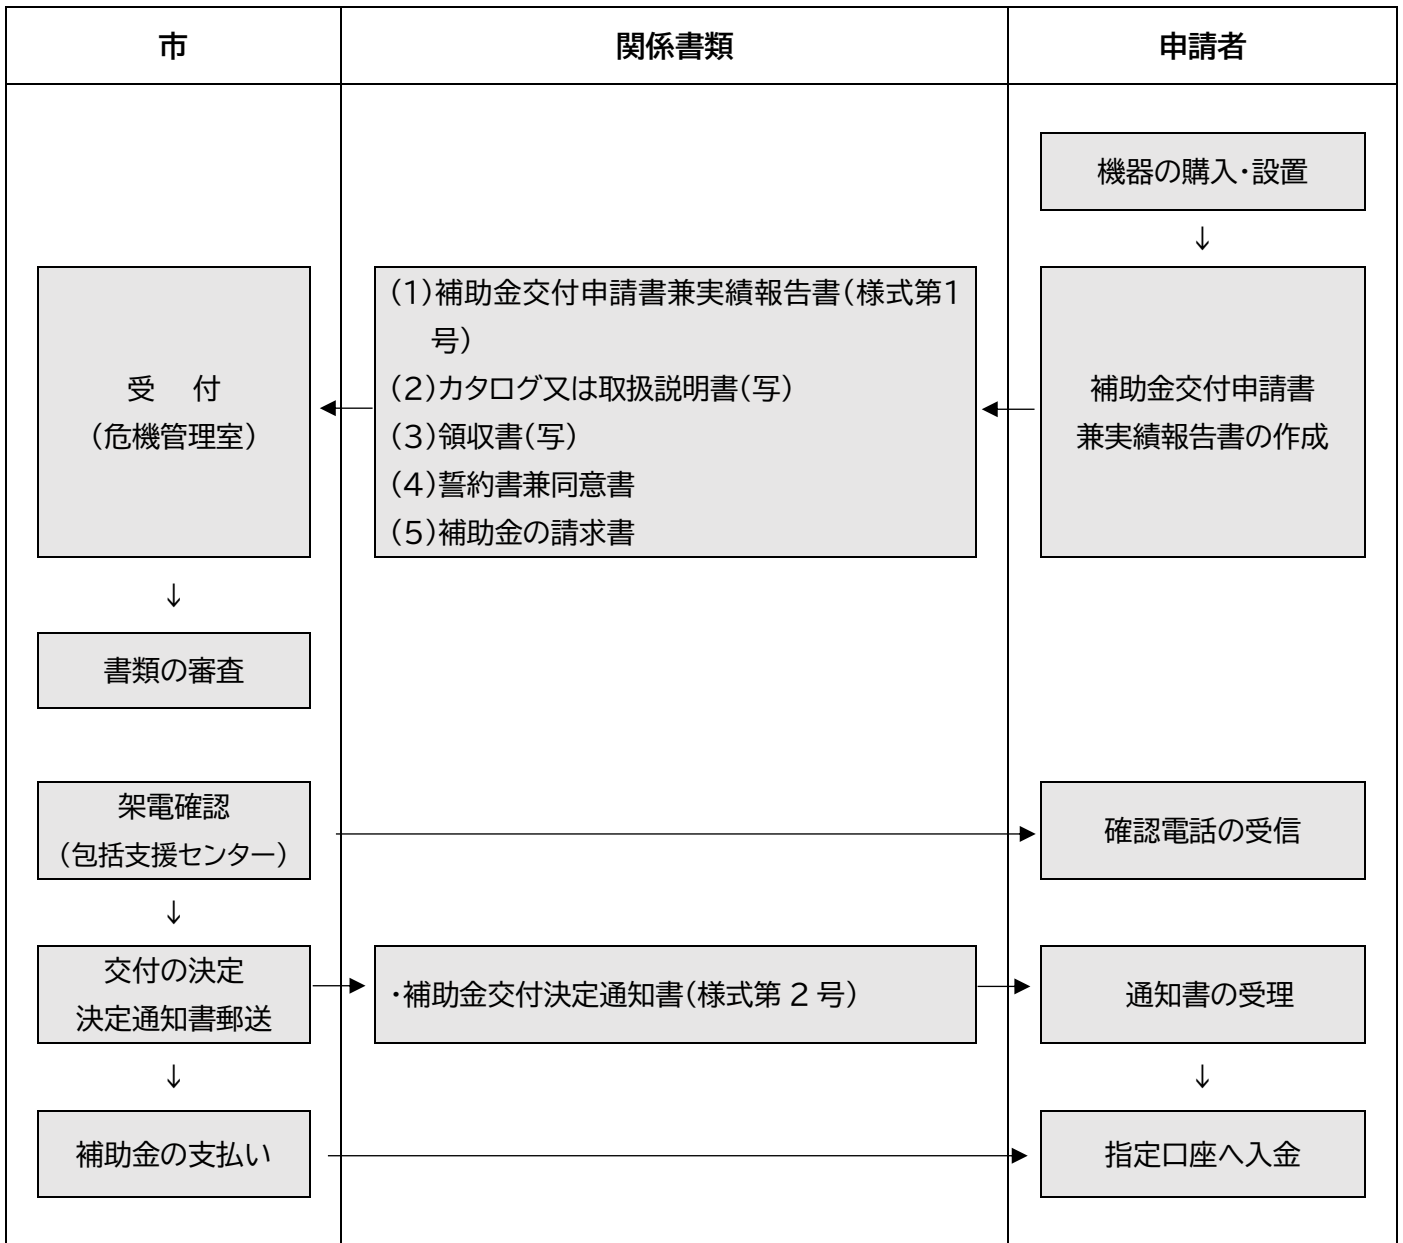 市
関係書類
申請者
機器の購入・設置
↓
(1)補助金交付申請書兼実績報告書(様式第1
号)
(2)カタログ又は取扱説明書(写)
(3)領収書(写)
(4)誓約書兼同意書
(5)補助金の請求書
受 付
(危機管理室)
補助金交付申請書
兼実績報告書の作成
↓
書類の審査
架電確認
(包括支援センター)
確認電話の受信
↓
交付の決定
決定通知書郵送
・補助金交付決定通知書(様式第 2 号)
通知書の受理
↓
↓
補助金の支払い
指定口座へ入金